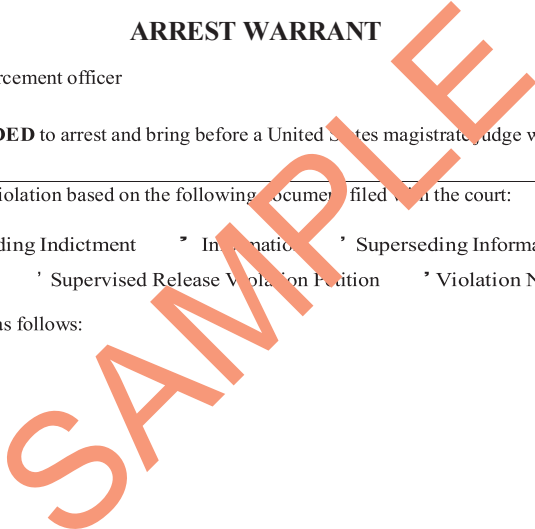 ARREST WARRANT
rcement officer
DED to arrest and bring before a United States magistrate judge w
iolation based on the following document filed with the court:
ding Indictment ’ Information ’ Superseding Informa
’ Supervised Release Violation Petition ’ Violation N
as follows:
SAMPLE